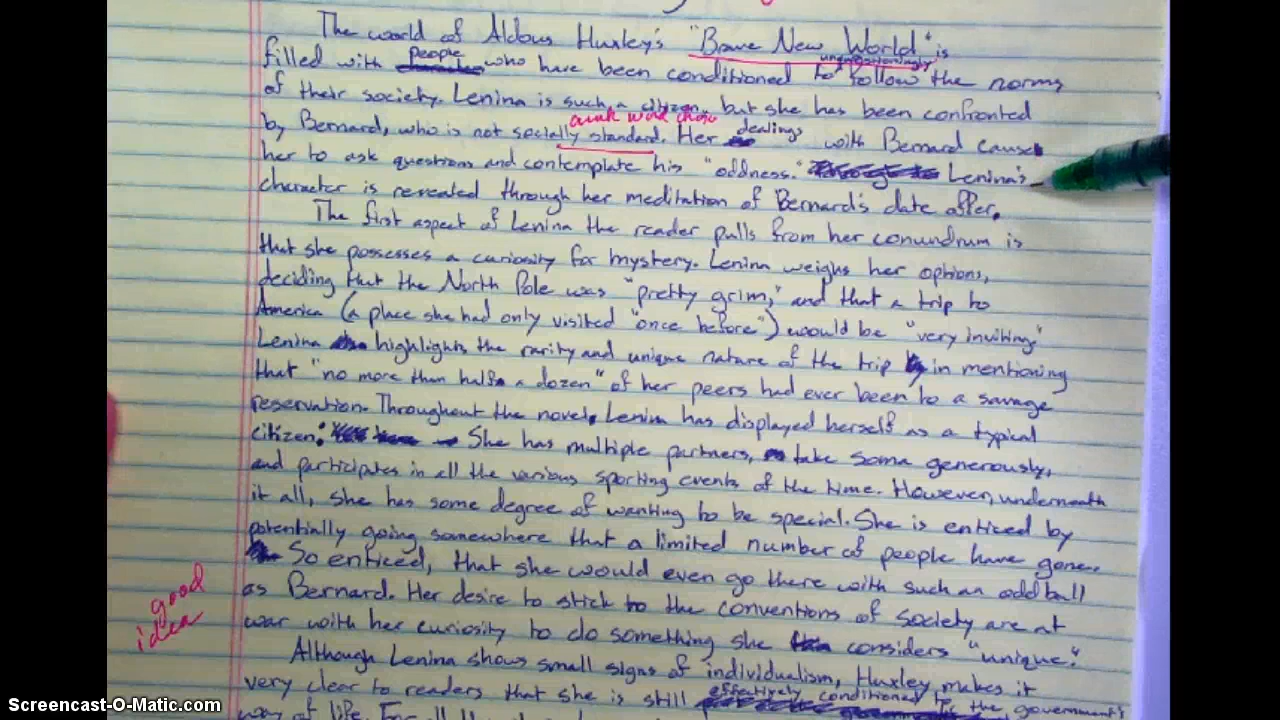 The world of Aldous Huxley's "Brave New World" is
unquestioningly
filled with people who have been conditioned to follow the norms
of their society. Lenina is such a citizen, but she has been confronted
awk word choice
by Bernard, who is not socially standard. Her dealings with Bernard cause
her to ask questions and contemplate his "oddness." Lenina's
character is revealed through her meditation of Bernard's date offer.
The first aspect of Lenina the reader pulls from her conundrum is
that she possesses a curiosity for mystery. Lenina weighs her options,
deciding that the North Pole was "pretty grim," and that a trip to
America (a place she had only visited "once before") would be "very inviting"
Lenina highlights the rarity and unique nature of the trip in mentioning
that "no more than half a dozen" of her peers had ever been to a savage
reservation. Throughout the novel, Lenina has displayed herself as a typical
citizen: She has multiple partners, take soma generously,
and participates in all the various sporting events of the time. However, underneath
it all, she has some degree of wanting to be special. She is enticed by
potentially going somewhere that a limited number of people have gone.
So enticed, that she would even go there with such an odd ball
as Bernard. Her desire to stick to the conventions of society are at
war with her curiosity to do something she considers "unique."
good
idea
Although Lenina shows small signs of individualism, Huxley makes it
very clear to readers that she is still effectively conditioned to the government's
way of life. For all the
Screencast-O-Matic.com